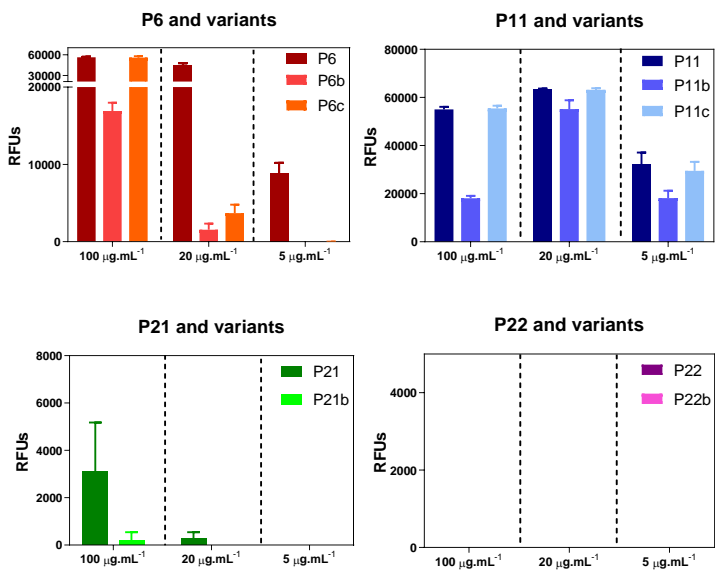 P6 and variants
RFUs
60000
30000
20000
10000
0
P6
P6b
P6c
100 µg.mL⁻¹
20 µg.mL⁻¹
5 µg.mL⁻¹
P11 and variants
RFUs
80000
60000
40000
20000
0
P11
P11b
P11c
100 µg.mL⁻¹
20 µg.mL⁻¹
5 µg.mL⁻¹
P21 and variants
RFUs
8000
6000
4000
2000
0
P21
P21b
100 µg.mL⁻¹
20 µg.mL⁻¹
5 µg.mL⁻¹
P22 and variants
RFUs
4000
2000
0
P22
P22b
100 µg.mL⁻¹
20 µg.mL⁻¹
5 µg.mL⁻¹